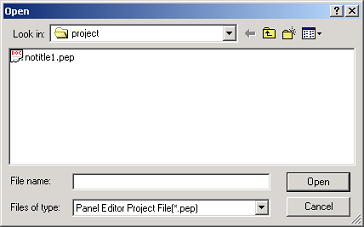 Open
Look in: project
notitle1.pep
File name: Open
Files of type: Panel Editor Project File(*.pep) Cancel